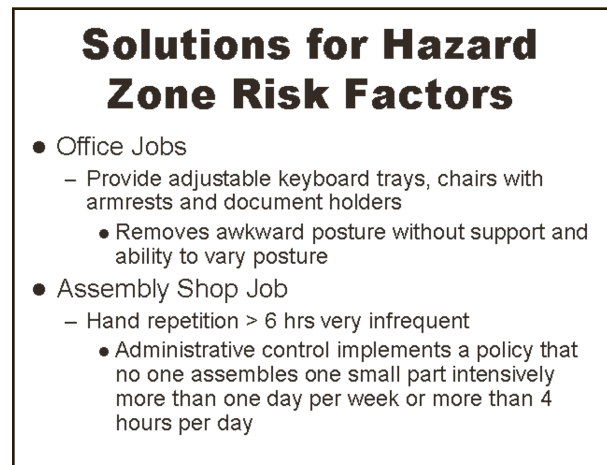 Solutions for Hazard
Zone Risk Factors
● Office Jobs
– Provide adjustable keyboard trays, chairs with
armrests and document holders
● Removes awkward posture without support and
ability to vary posture
● Assembly Shop Job
– Hand repetition > 6 hrs very infrequent
● Administrative control implements a policy that
no one assembles one small part intensively
more than one day per week or more than 4
hours per day